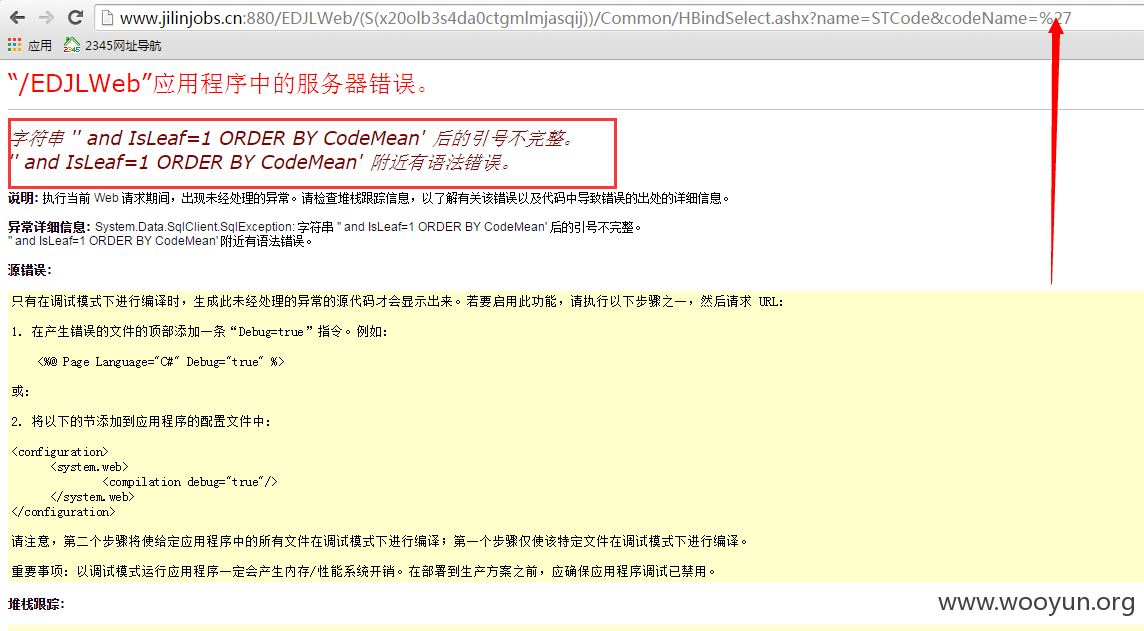 www.jilinjobs.cn:880/EDJLWeb/(S(x20olb3s4da0ctgmlmjasqij))/Common/HBindSelect.ashx?name=STCode&codeName=%27
应用 2345 2345网址导航
“/EDJLWeb”应用程序中的服务器错误。
字符串 '' and IsLeaf=1 ORDER BY CodeMean' 后的引号不完整。
'' and IsLeaf=1 ORDER BY CodeMean' 附近有语法错误。
说明: 执行当前 Web 请求期间，出现未经处理的异常。请检查堆栈跟踪信息，以了解有关该错误以及代码中导致错误的出处的详细信息。
异常详细信息: System.Data.SqlClient.SqlException: 字符串 '' and IsLeaf=1 ORDER BY CodeMean' 后的引号不完整。
'' and IsLeaf=1 ORDER BY CodeMean' 附近有语法错误。
源错误:
只有在调试模式下进行编译时，生成此未经处理的异常的源代码才会显示出来。若要启用此功能，请执行以下步骤之一，然后请求 URL:
1. 在产生错误的文件的顶部添加一条“Debug=true”指令。例如:
<%@ Page Language="C#" Debug="true" %>
或:
2. 将以下的节添加到应用程序的配置文件中:
<configuration>
<system.web>
<compilation debug="true"/>
</system.web>
</configuration>
请注意，第二个步骤将使给定应用程序中的所有文件在调试模式下进行编译；第一个步骤仅使该特定文件在调试模式下进行编译。
重要事项: 以调试模式运行应用程序一定会产生内存/性能系统开销。在部署到生产方案之前，应确保应用程序调试已禁用。
堆栈跟踪:
www.wooyun.org